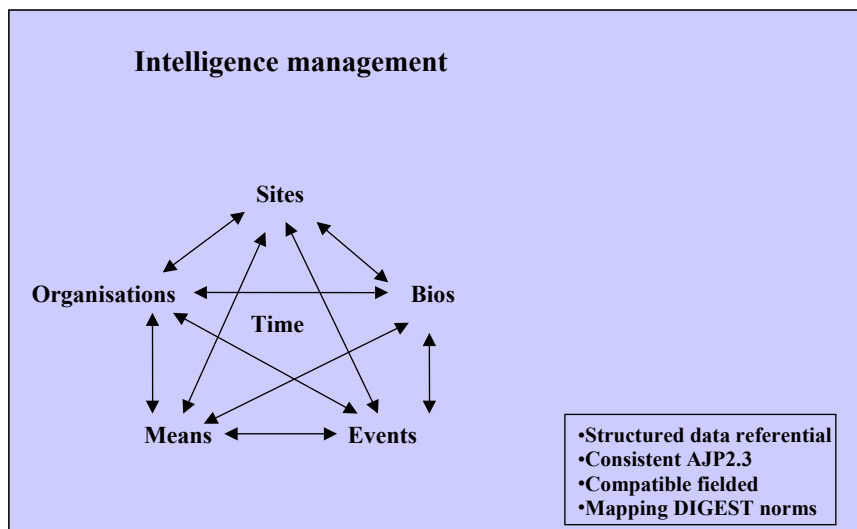 Intelligence management
Sites
Organisations
Bios
Time
Means
Events
•Structured data referential
•Consistent AJP2.3
•Compatible fielded
•Mapping DIGEST norms